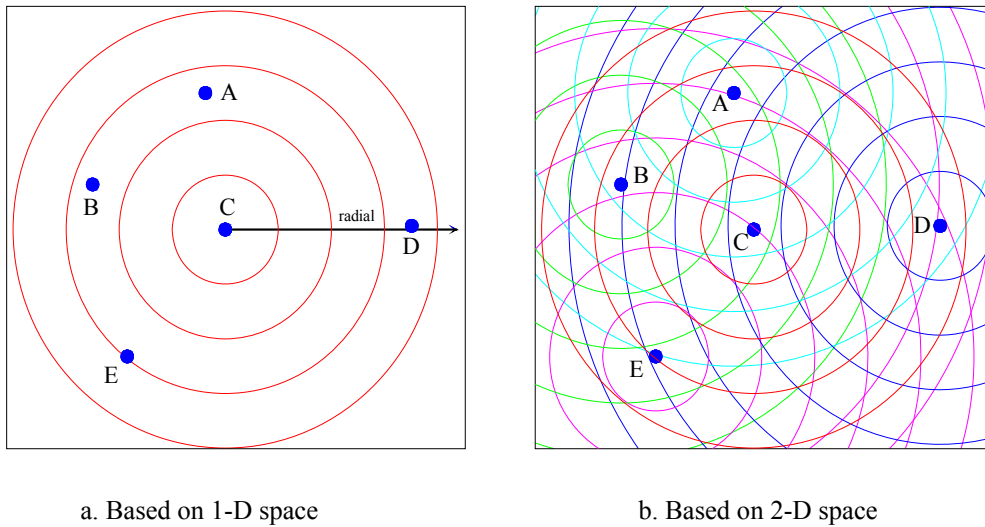 A
B
C
radial
D
E
A
B
C
D
E
a. Based on 1-D space
b. Based on 2-D space